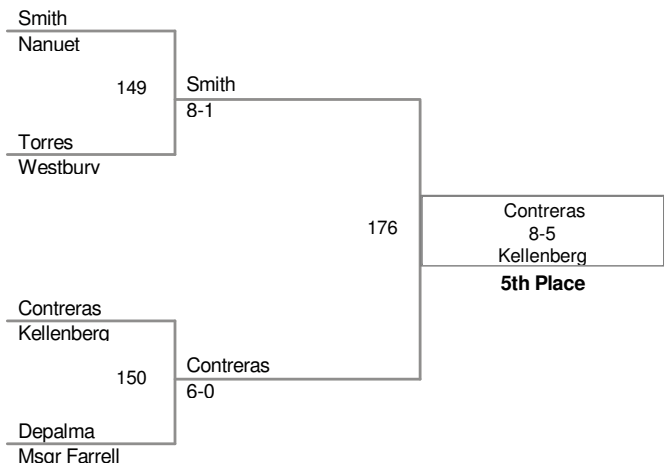 Smith
Nanuet
149
Smith
8-1
Torres
Westbury
176
Contreras
8-5
Kellenberg
5th Place
Contreras
Kellenberg
150
Contreras
6-0
Depalma
Msgr Farrell